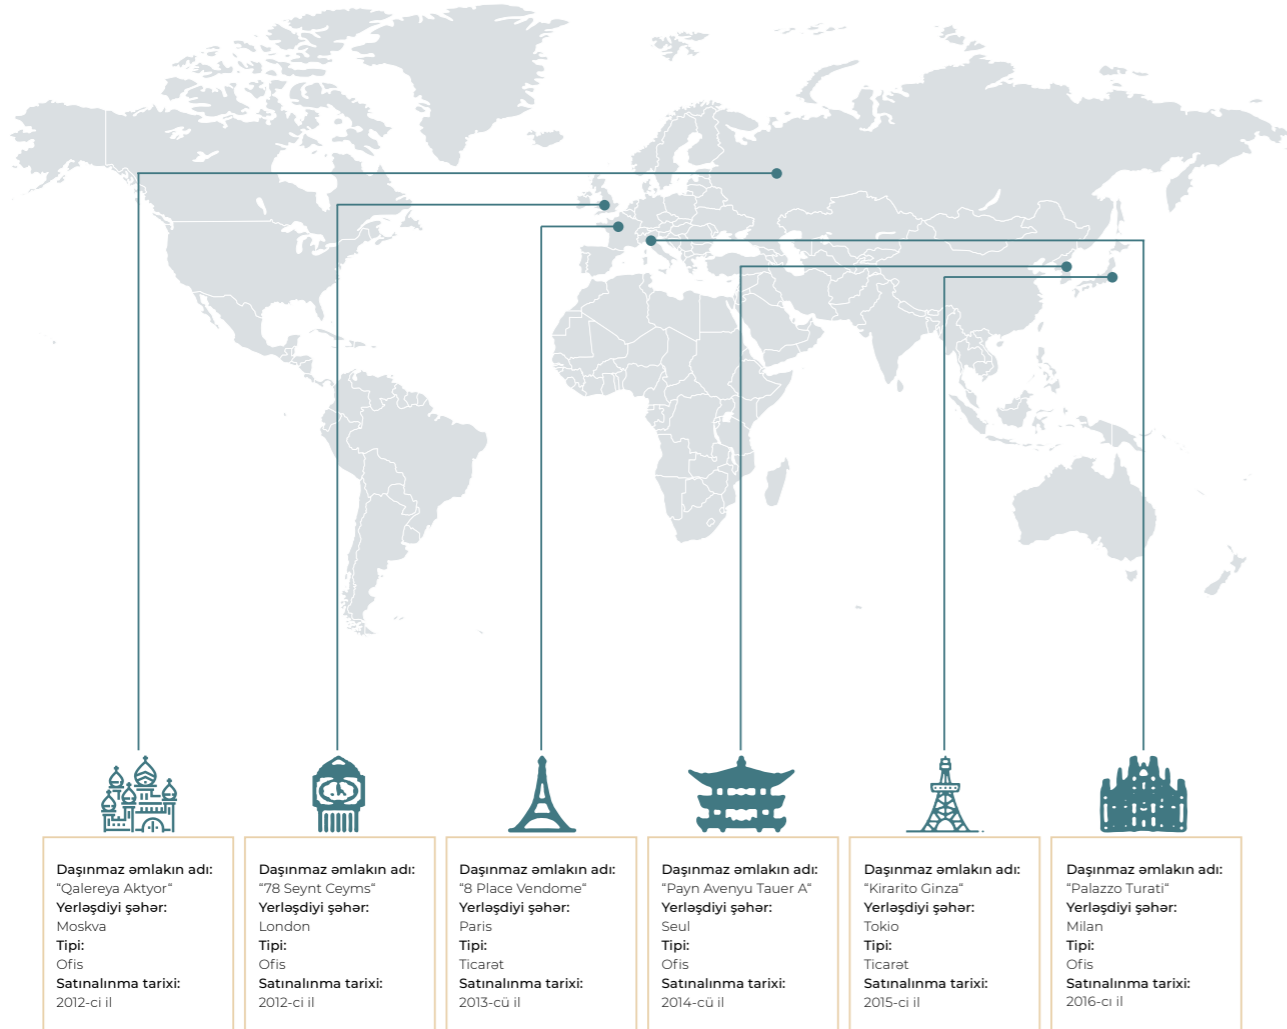 Daşınmaz əmlakın adı:
“Qalereya Aktyor“
Yerləşdiyi şəhər:
Moskva
Tipi:
Ofis
Satınalınma tarixi:
2012-ci il
Daşınmaz əmlakın adı:
“78 Seynt Ceyms“
Yerləşdiyi şəhər:
London
Tipi:
Ofis
Satınalınma tarixi:
2012-ci il
Daşınmaz əmlakın adı:
“8 Place Vendome“
Yerləşdiyi şəhər:
Paris
Tipi:
Ticarət
Satınalınma tarixi:
2013-cü il
Daşınmaz əmlakın adı:
“Payn Avenyu Tauer A“
Yerləşdiyi şəhər:
Seul
Tipi:
Ofis
Satınalınma tarixi:
2014-cü il
Daşınmaz əmlakın adı:
“Kirarito Ginza“
Yerləşdiyi şəhər:
Tokio
Tipi:
Ticarət
Satınalınma tarixi:
2015-ci il
Daşınmaz əmlakın adı:
“Palazzo Turati“
Yerləşdiyi şəhər:
Milan
Tipi:
Ofis
Satınalınma tarixi:
2016-cı il